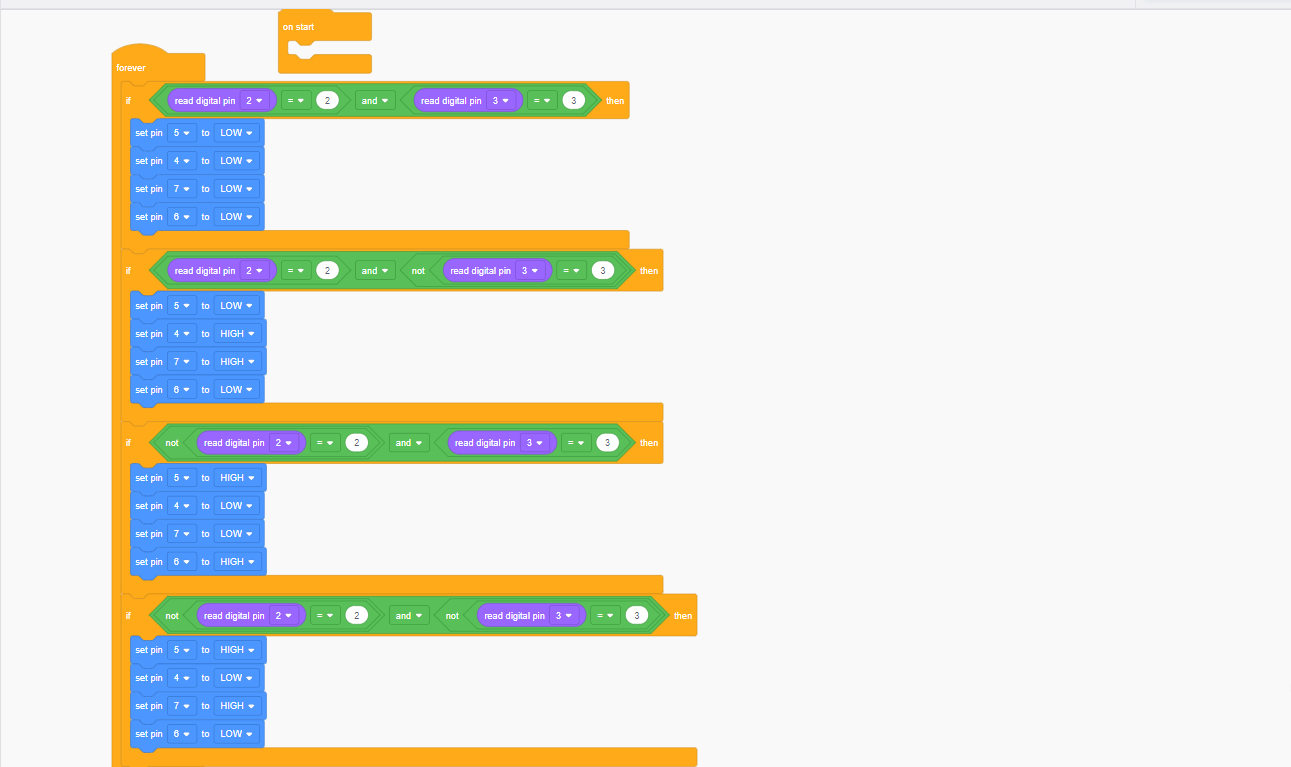 on start
forever
if read digital pin 2 = 2 and read digital pin 3 = 3 then
set pin 5 to LOW
set pin 4 to LOW
set pin 7 to LOW
set pin 6 to LOW
if read digital pin 2 = 2 and not read digital pin 3 = 3 then
set pin 5 to LOW
set pin 4 to HIGH
set pin 7 to HIGH
set pin 6 to LOW
if not read digital pin 2 = 2 and read digital pin 3 = 3 then
set pin 5 to HIGH
set pin 4 to LOW
set pin 7 to LOW
set pin 6 to HIGH
if not read digital pin 2 = 2 and not read digital pin 3 = 3 then
set pin 5 to HIGH
set pin 4 to LOW
set pin 7 to HIGH
set pin 6 to LOW